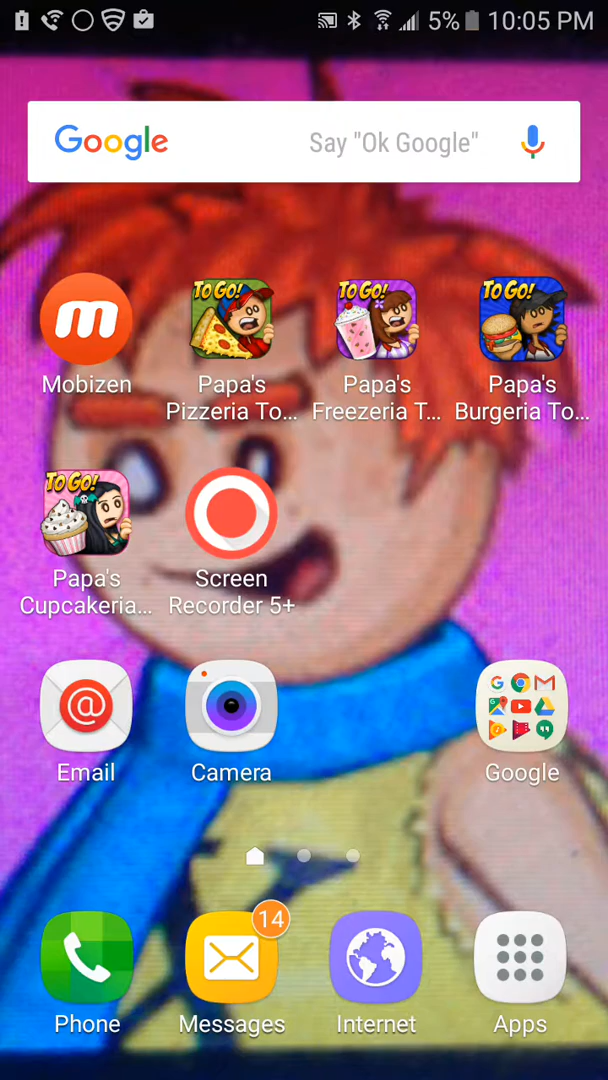 5% 10:05 PM
Google Say "Ok Google"
m
TO GO! TO GO! TO GO!
Mobizen Papa's Papa's Papa's
Pizzeria To... Freezeria T... Burgeria To...
TO GO!
Papa's Screen
Cupcakeria... Recorder 5+
@
Email Camera Google
14
Phone Messages Internet Apps